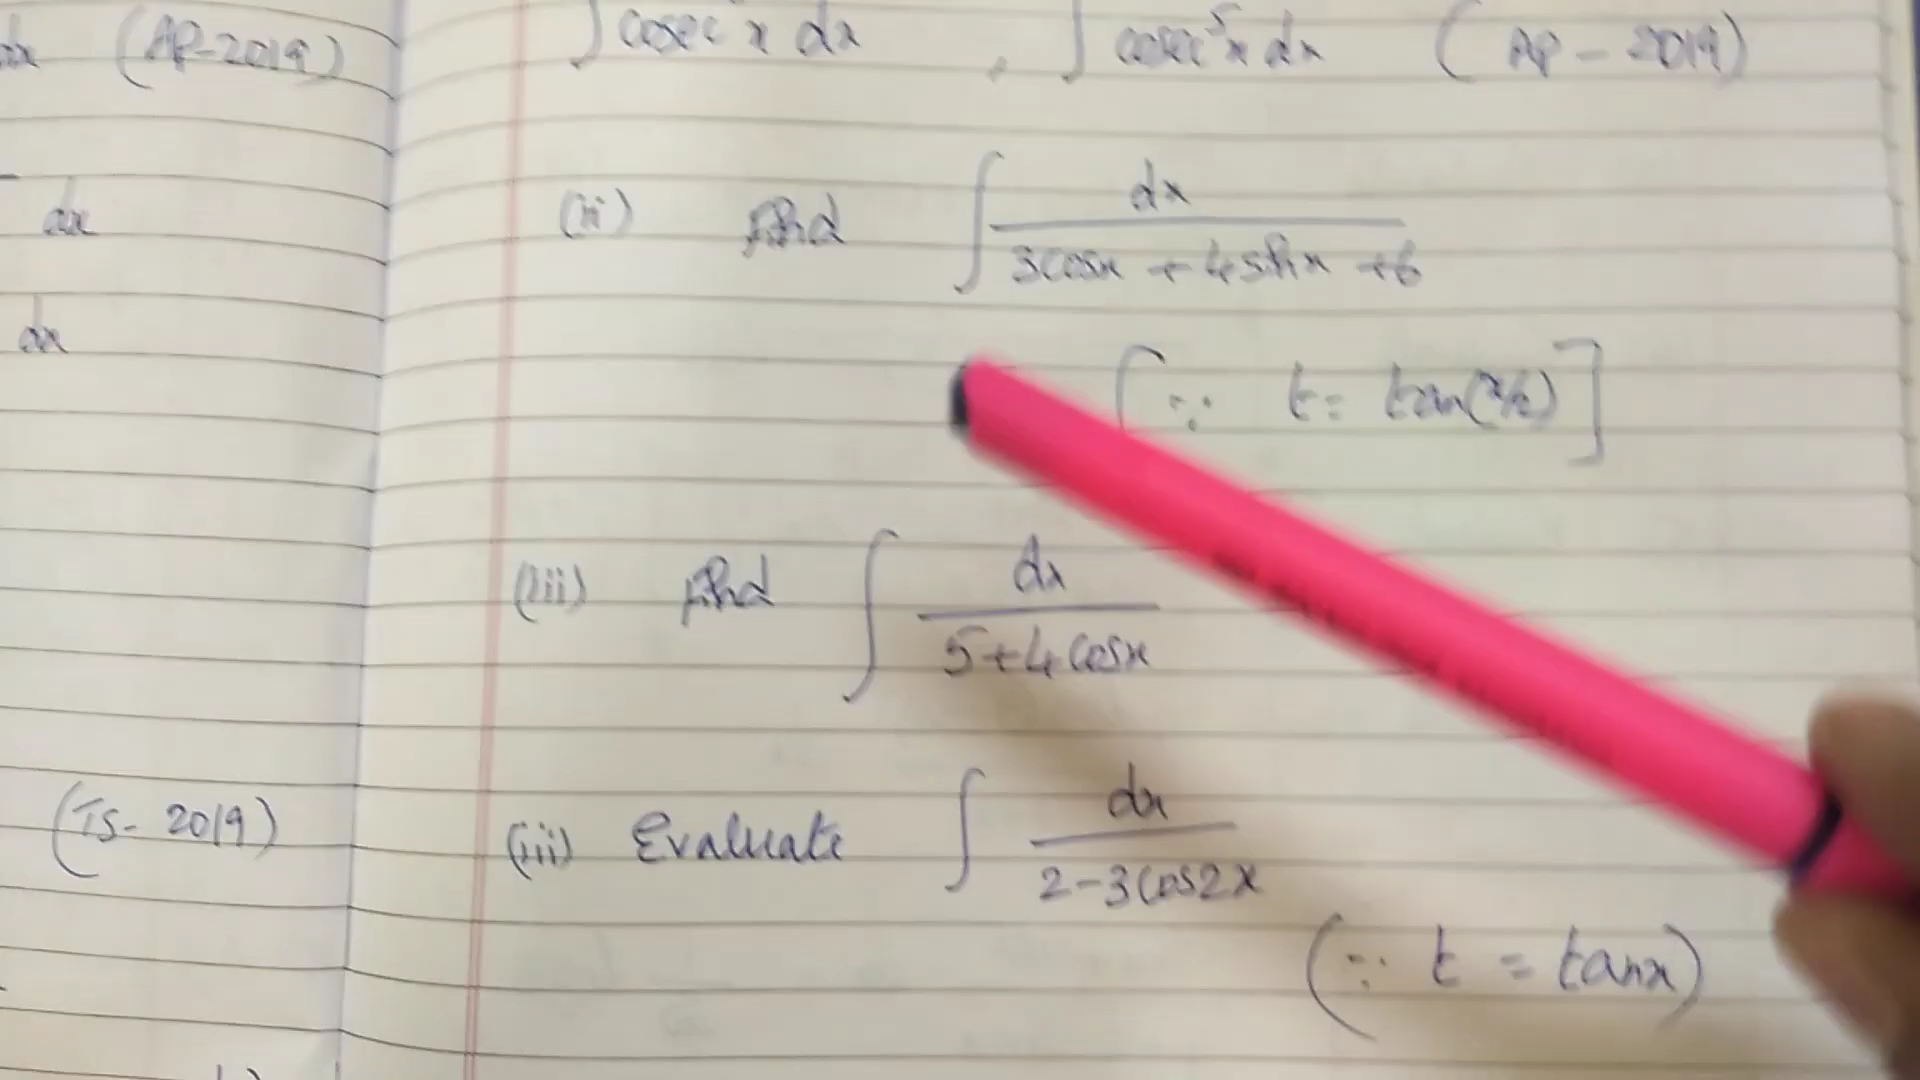 dx (AP-2019)
dx
dx
(TS- 2019)
∫ cosec x dx , ∫ cosec⁵x dx (AP - 2019)
(ii) find ∫ dx / 3cosx + 4sinx + 6
[∵ t = tan(x/2)]
(iii) find ∫ dx / 5+4cosx
(iii) Evaluate ∫ dx / 2-3cos2x
(∵ t = tanx)